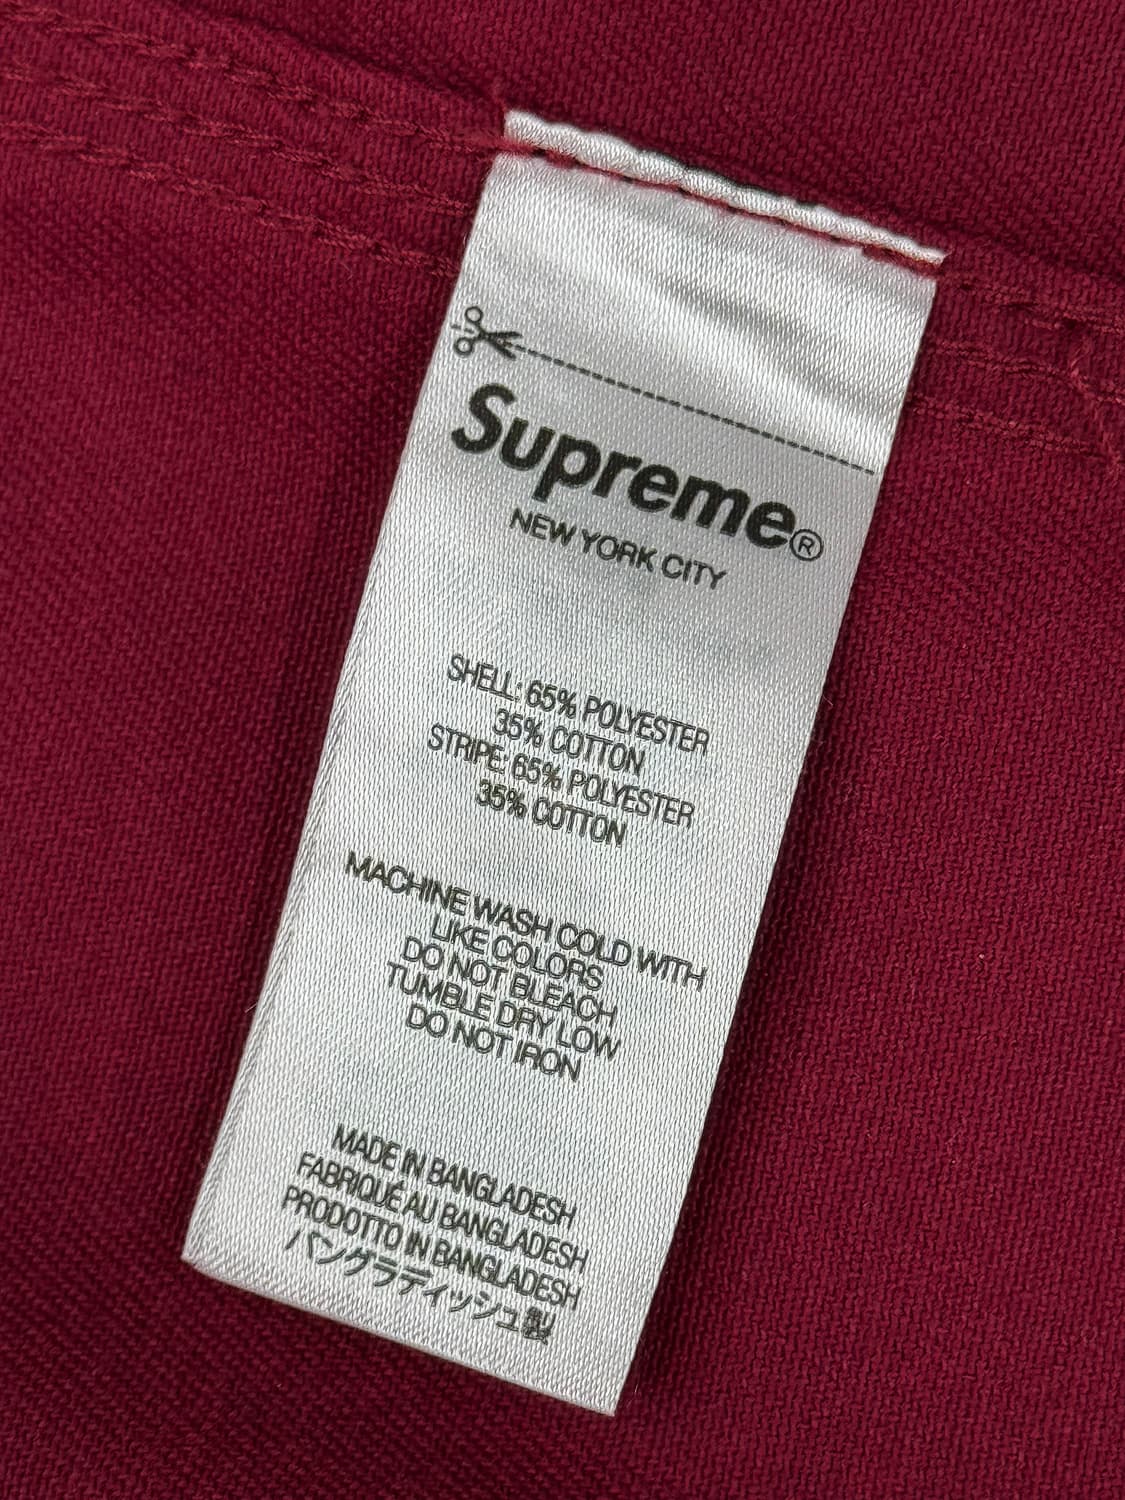 Supreme®
NEW YORK CITY
SHELL: 65% POLYESTER
35% COTTON
STRIPE: 65% POLYESTER
35% COTTON
MACHINE WASH COLD WITH
LIKE COLORS
DO NOT BLEACH
TUMBLE DRY LOW
DO NOT IRON
MADE IN BANGLADESH
FABRIQUÉ AU BANGLADESH
PRODOTTO IN BANGLADESH
バングラディッシュ製